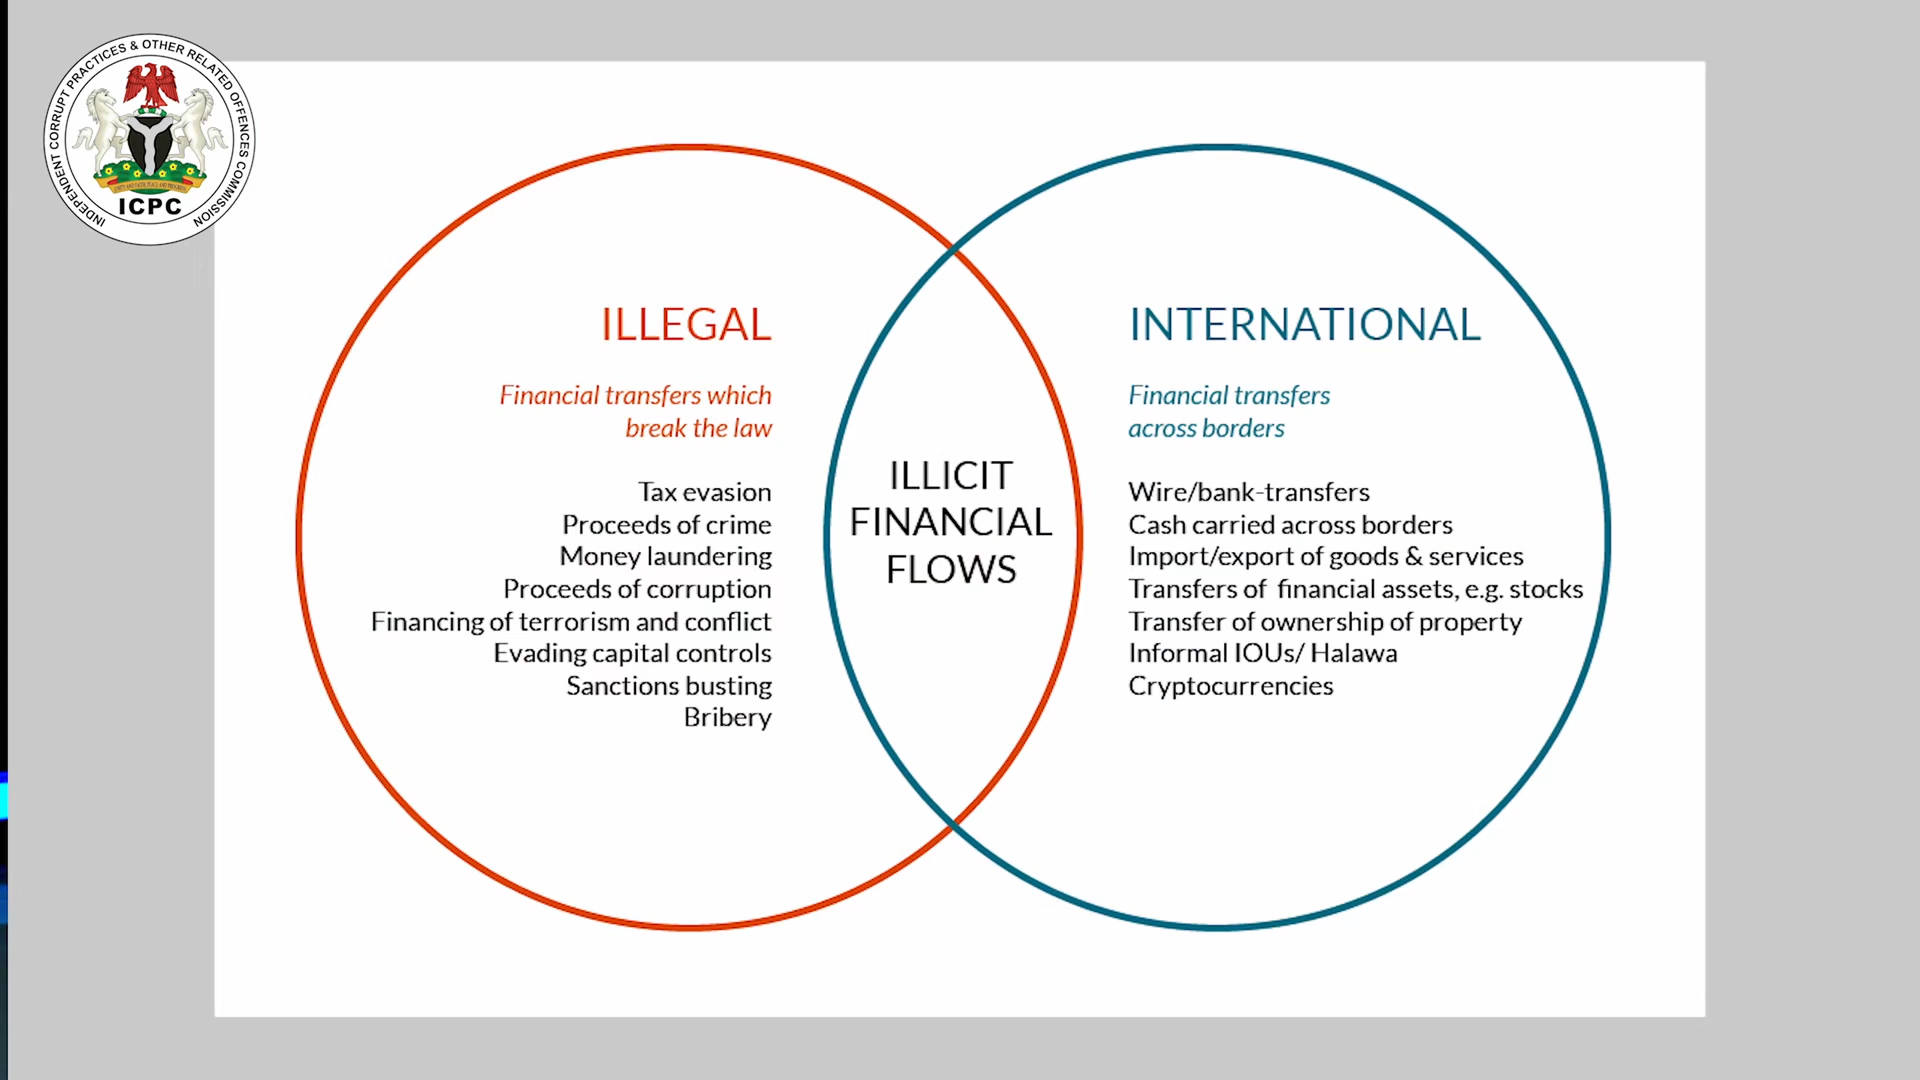 INDEPENDENT CORRUPT PRACTICES & OTHER RELATED OFFENCES COMMISSION
ICPC
ILLEGAL
Financial transfers which
break the law
Tax evasion
Proceeds of crime
Money laundering
Proceeds of corruption
Financing of terrorism and conflict
Evading capital controls
Sanctions busting
Bribery
ILLICIT
FINANCIAL
FLOWS
INTERNATIONAL
Financial transfers
across borders
Wire/bank-transfers
Cash carried across borders
Import/export of goods & services
Transfers of financial assets, e.g. stocks
Transfer of ownership of property
Informal IOUs/ Halawa
Cryptocurrencies